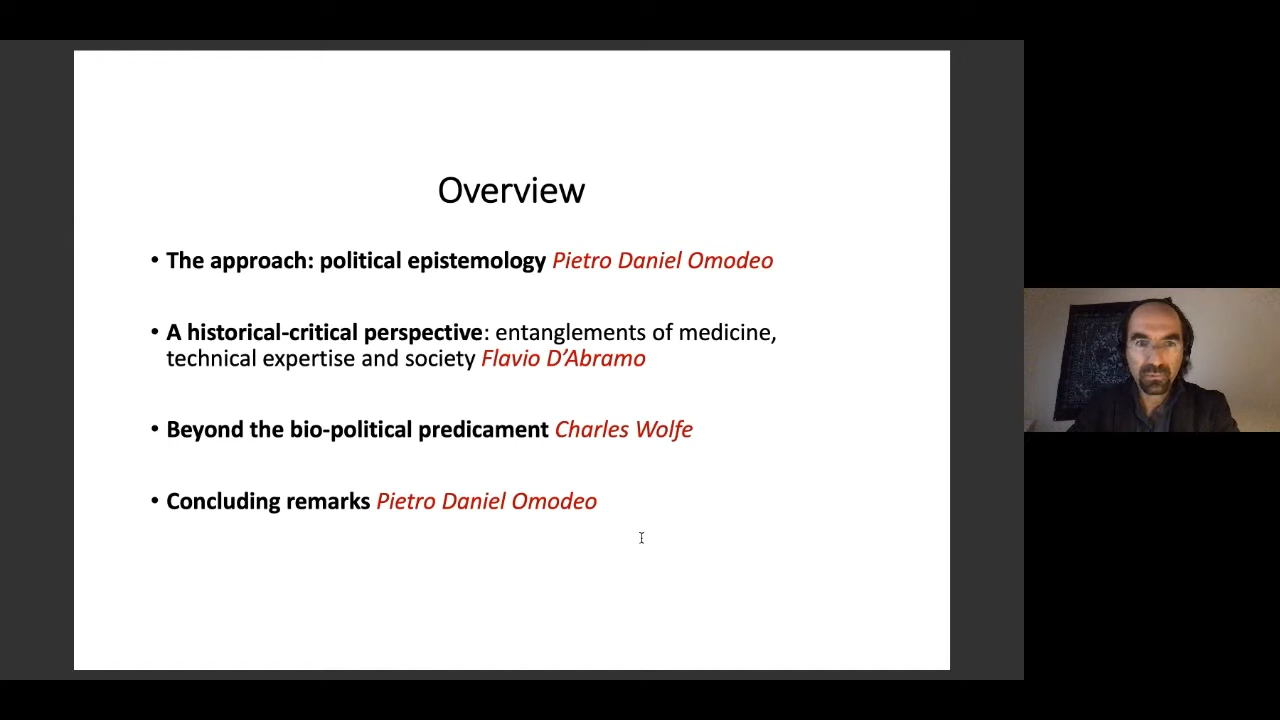 Overview
• The approach: political epistemology Pietro Daniel Omodeo
• A historical-critical perspective: entanglements of medicine,
technical expertise and society Flavio D’Abramo
• Beyond the bio-political predicament Charles Wolfe
• Concluding remarks Pietro Daniel Omodeo